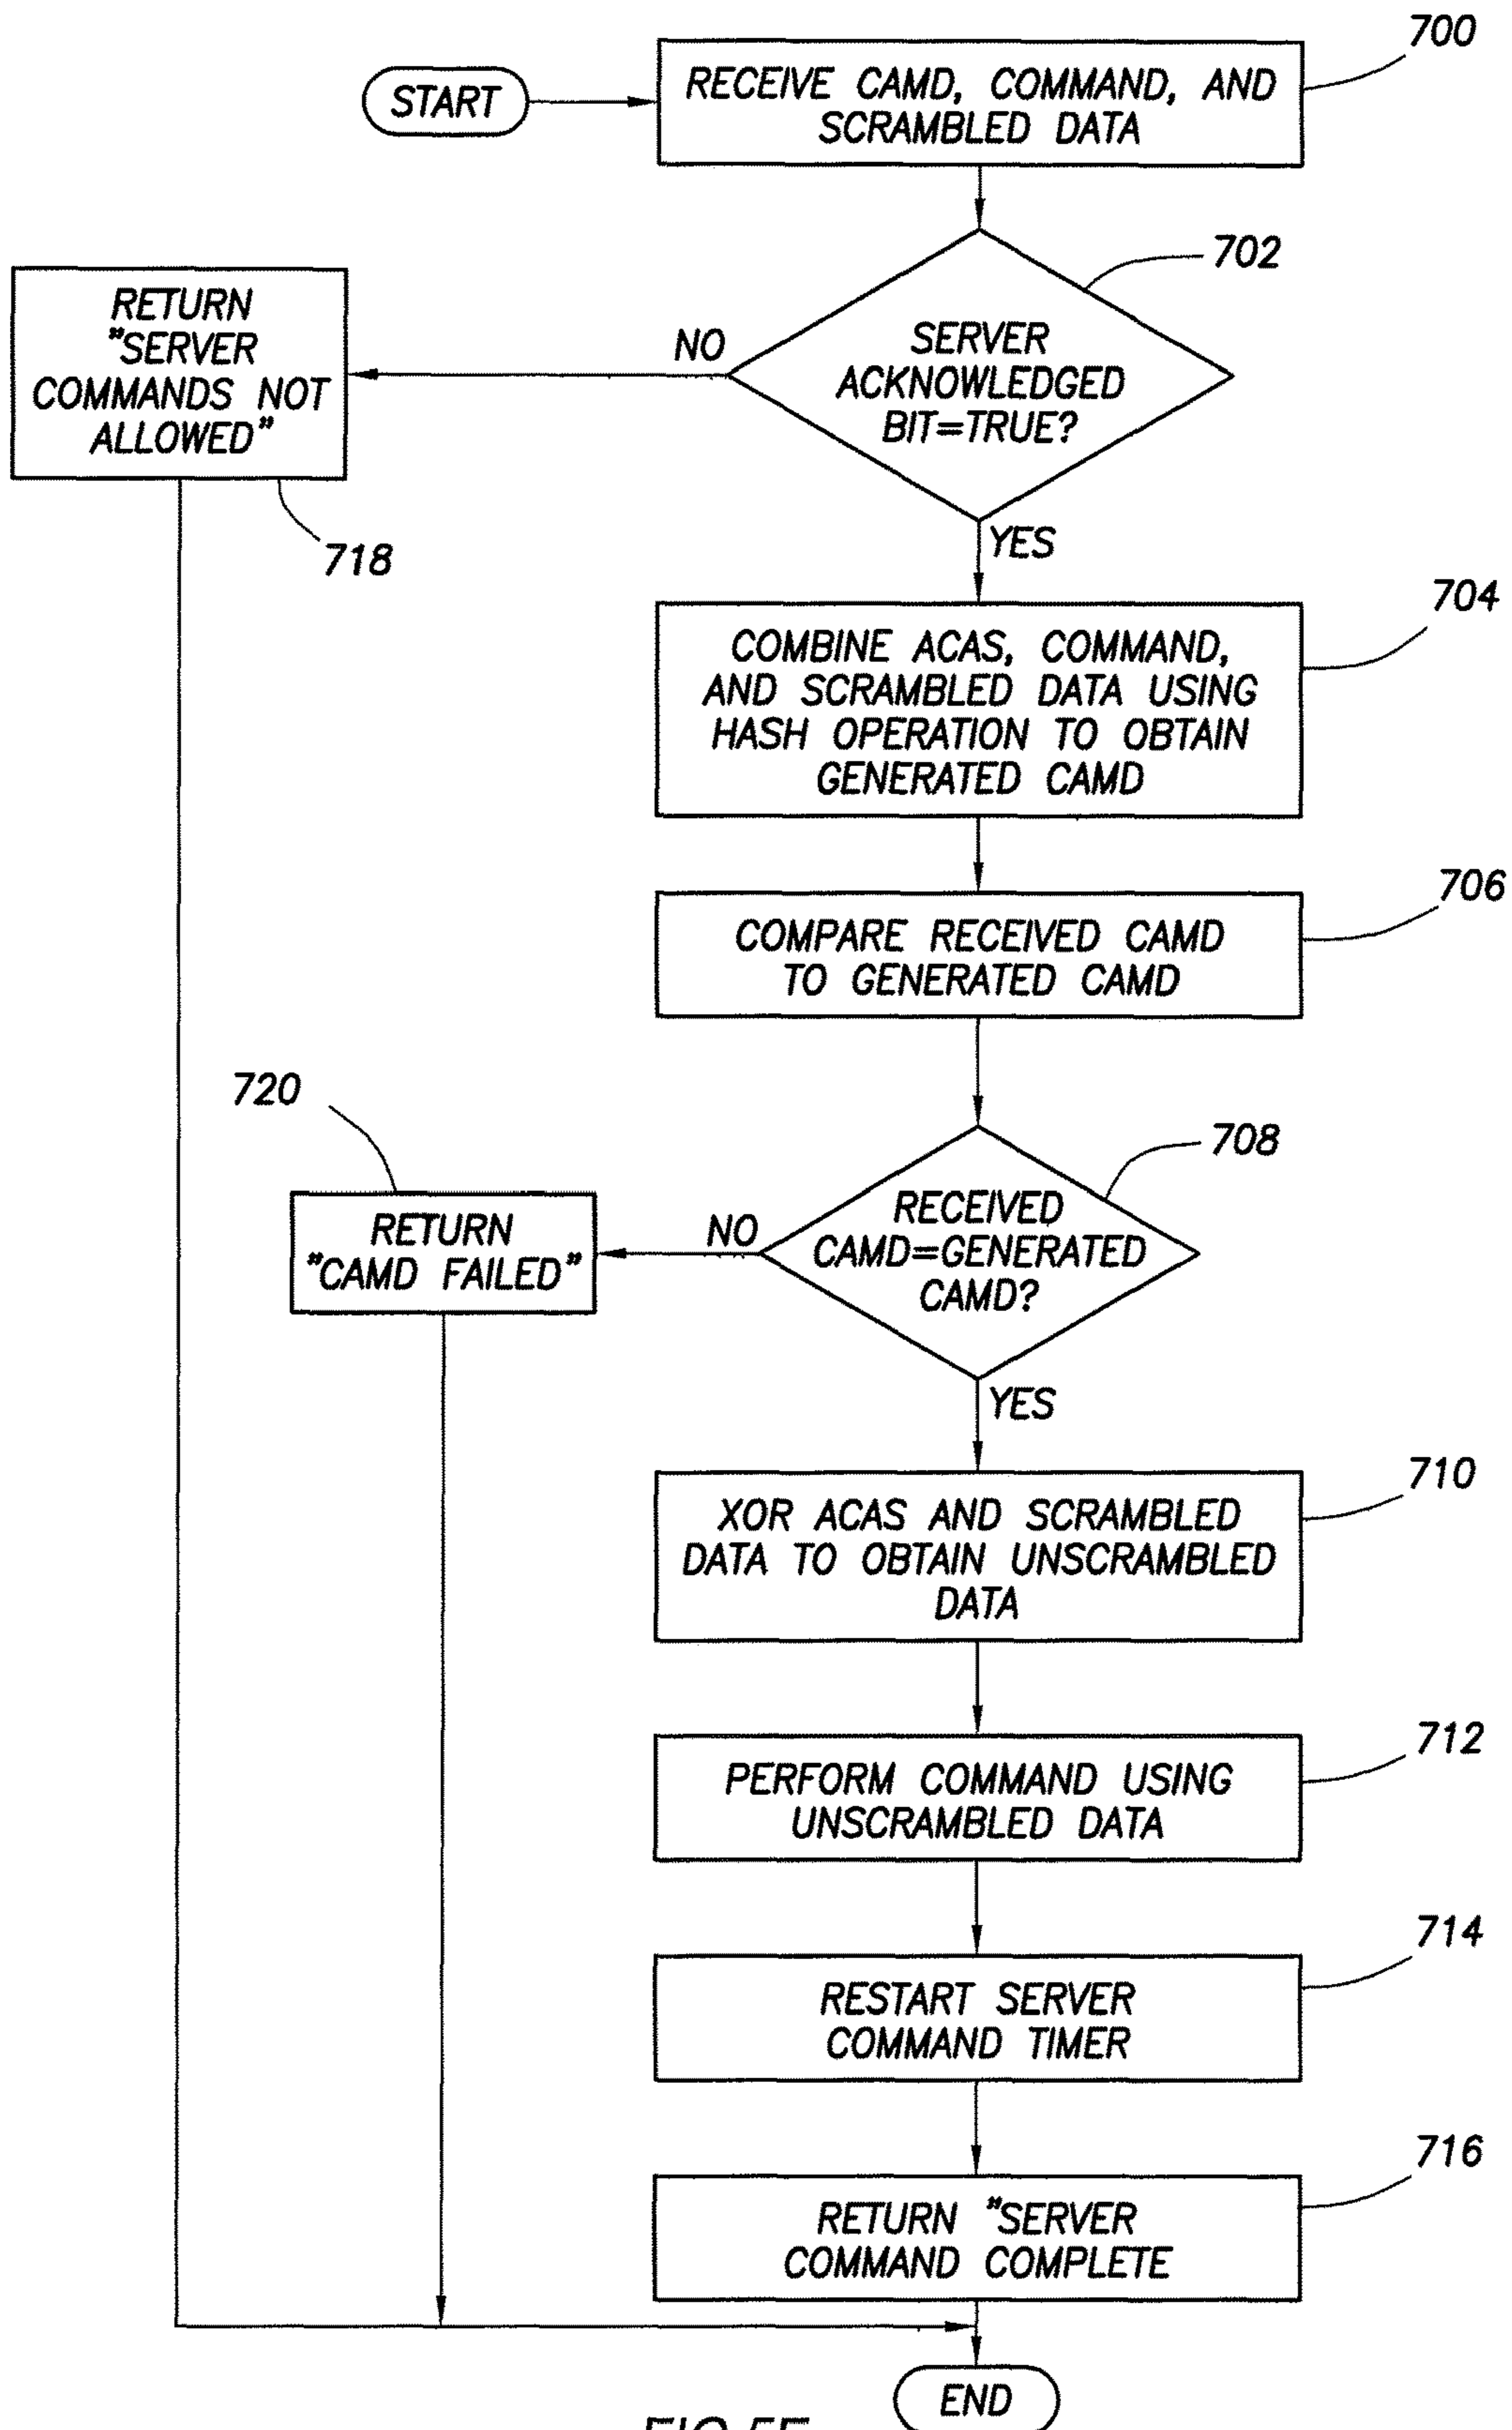 700
START
RECEIVE CAMD, COMMAND, AND
SCRAMBLED DATA
702
SERVER
ACKNOWLEDGED
BIT=TRUE?
NO
RETURN
"SERVER
COMMANDS NOT
ALLOWED"
718
YES
704
COMBINE ACAS, COMMAND,
AND SCRAMBLED DATA USING
HASH OPERATION TO OBTAIN
GENERATED CAMD
706
COMPARE RECEIVED CAMD
TO GENERATED CAMD
708
RECEIVED
CAMD=GENERATED
CAMD?
NO
720
RETURN
"CAMD FAILED"
YES
710
XOR ACAS AND SCRAMBLED
DATA TO OBTAIN UNSCRAMBLED
DATA
712
PERFORM COMMAND USING
UNSCRAMBLED DATA
714
RESTART SERVER
COMMAND TIMER
716
RETURN "SERVER
COMMAND COMPLETE
END